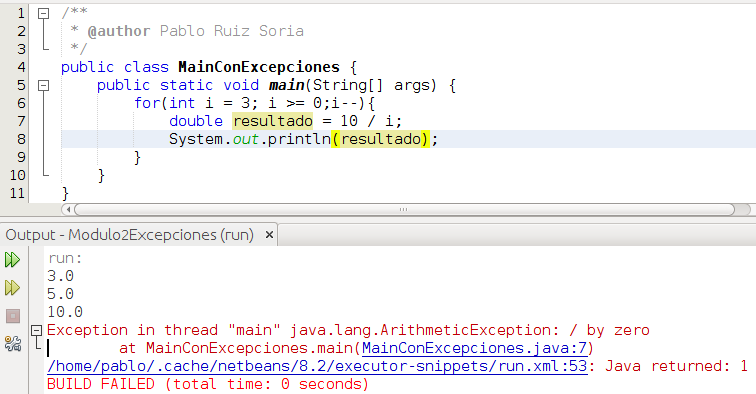 1 /**
2 * @author Pablo Ruiz Soria
3 */
4 public class MainConExcepciones {
5 public static void main(String[] args) {
6 for(int i = 3; i >= 0;i--){
7 double resultado = 10 / i;
8 System.out.println(resultado);
9 }
10 }
11 }
Output - Modulo2Excepciones (run) ×
run:
3.0
5.0
10.0
Exception in thread "main" java.lang.ArithmeticException: / by zero
at MainConExcepciones.main(MainConExcepciones.java:7)
/home/pablo/.cache/netbeans/8.2/executor-snippets/run.xml:53: Java returned: 1
BUILD FAILED (total time: 0 seconds)